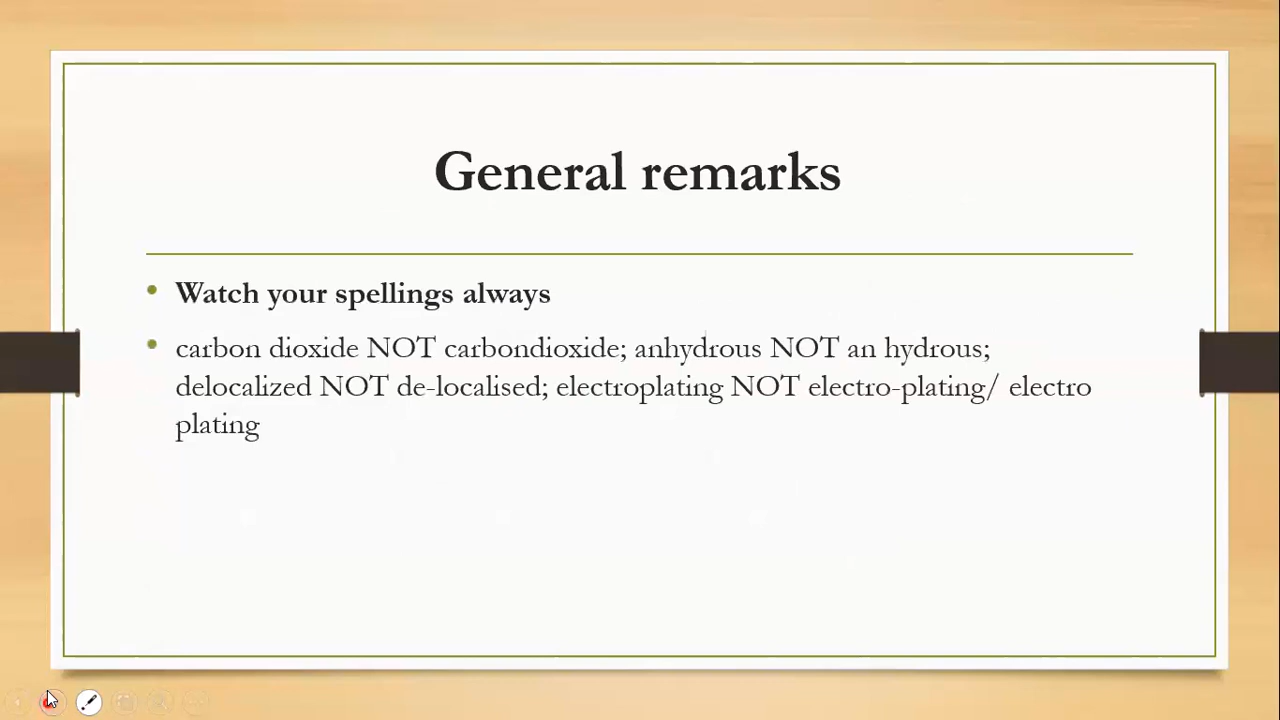 General remarks
Watch your spellings always
carbon dioxide NOT carbondioxide; anhydrous NOT an hydrous;
delocalized NOT de-localised; electroplating NOT electro-plating/ electro
plating